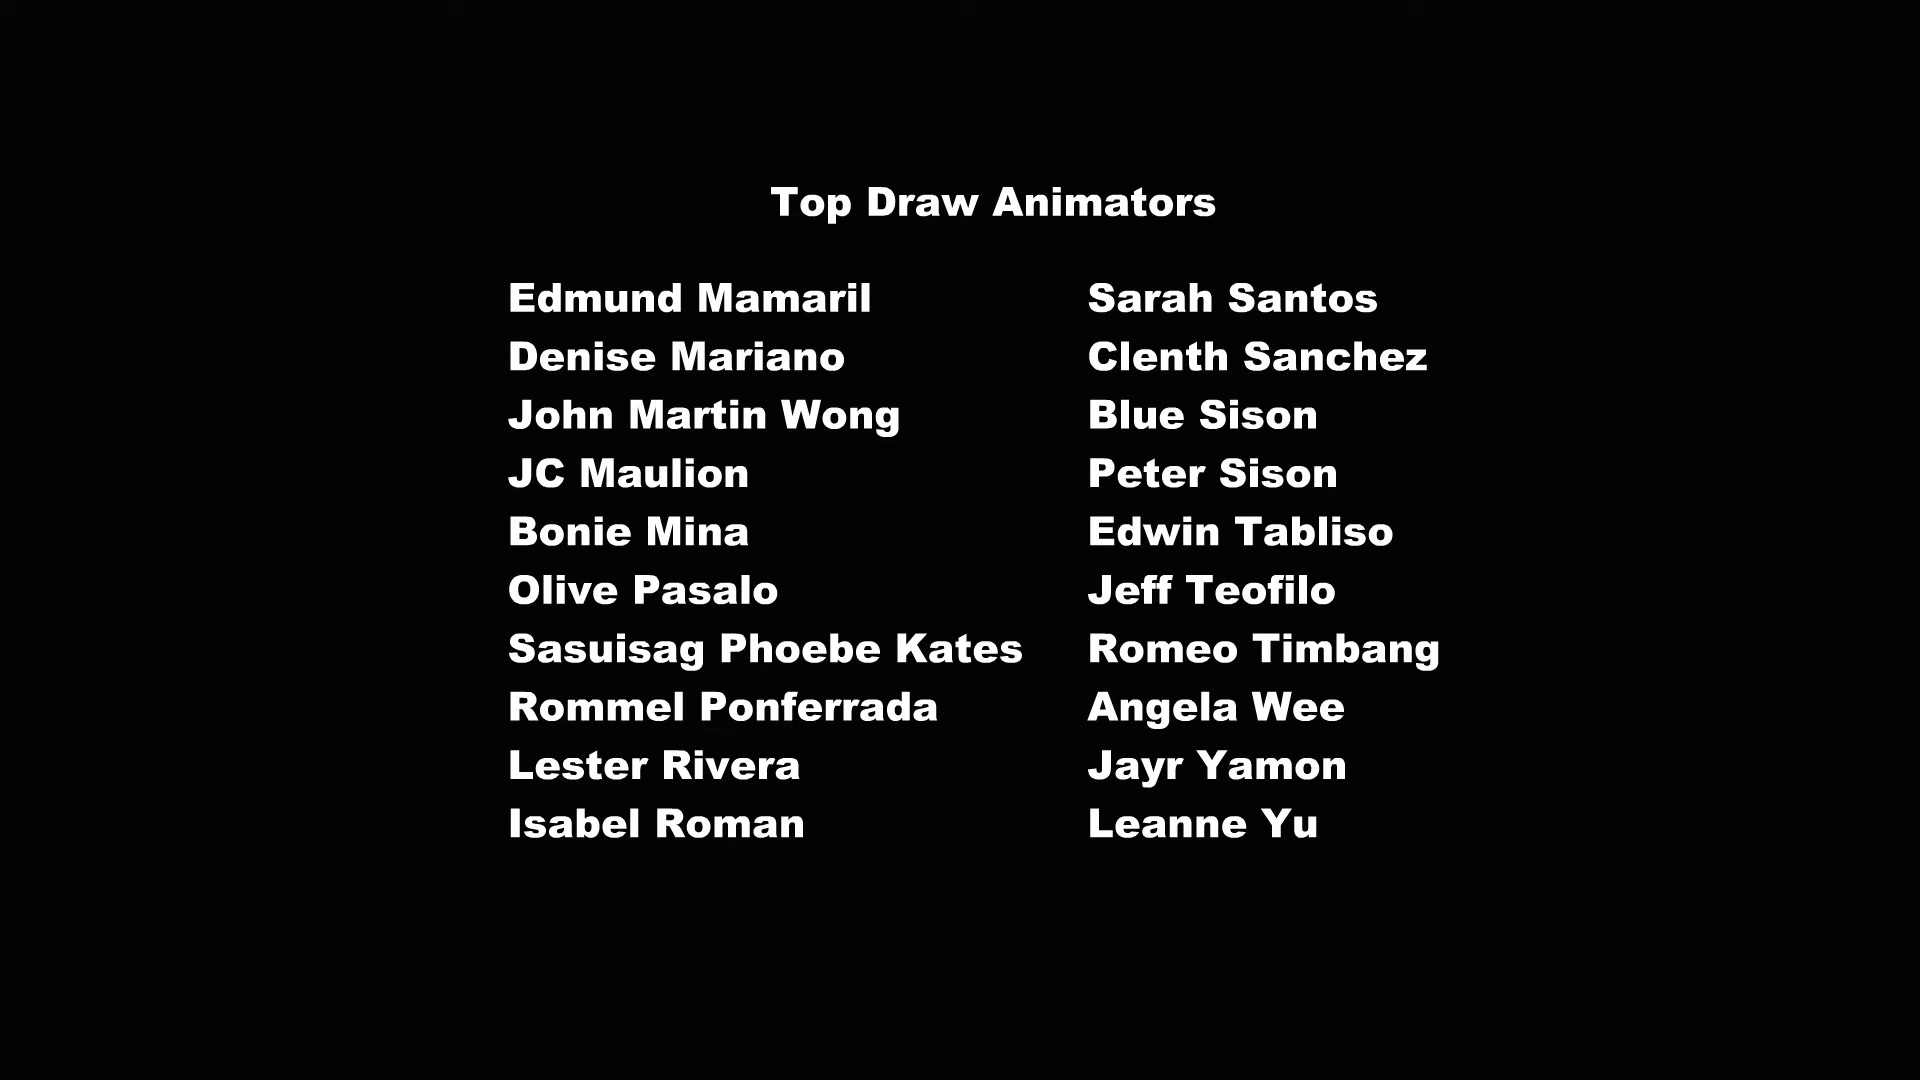 Top Draw Animators
Edmund Mamaril
Denise Mariano
John Martin Wong
JC Maulion
Bonie Mina
Olive Pasalo
Sasuisag Phoebe Kates
Rommel Ponferrada
Lester Rivera
Isabel Roman
Sarah Santos
Clenth Sanchez
Blue Sison
Peter Sison
Edwin Tabliso
Jeff Teofilo
Romeo Timbang
Angela Wee
Jayr Yamon
Leanne Yu